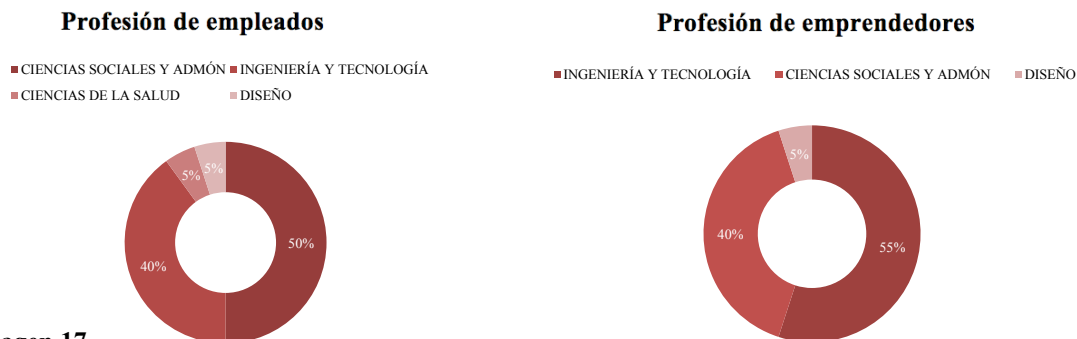 Profesión de empleados
CIENCIAS SOCIALES Y ADMÓN INGENIERÍA Y TECNOLOGÍA
CIENCIAS DE LA SALUD DISEÑO
5% 5%
50%
40%
Profesión de emprendedores
INGENIERÍA Y TECNOLOGÍA CIENCIAS SOCIALES Y ADMÓN DISEÑO
5%
40%
55%
17